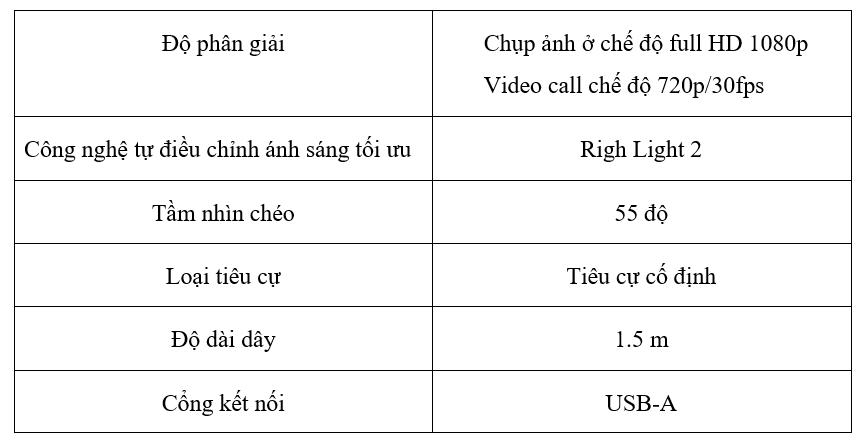 Độ phân giải
Chụp ảnh ở chế độ full HD 1080p
Video call chế độ 720p/30fps
Công nghệ tự điều chỉnh ánh sáng tối ưu
Righ Light 2
Tầm nhìn chéo
55 độ
Loại tiêu cự
Tiêu cự cố định
Độ dài dây
1.5 m
Cổng kết nối
USB-A